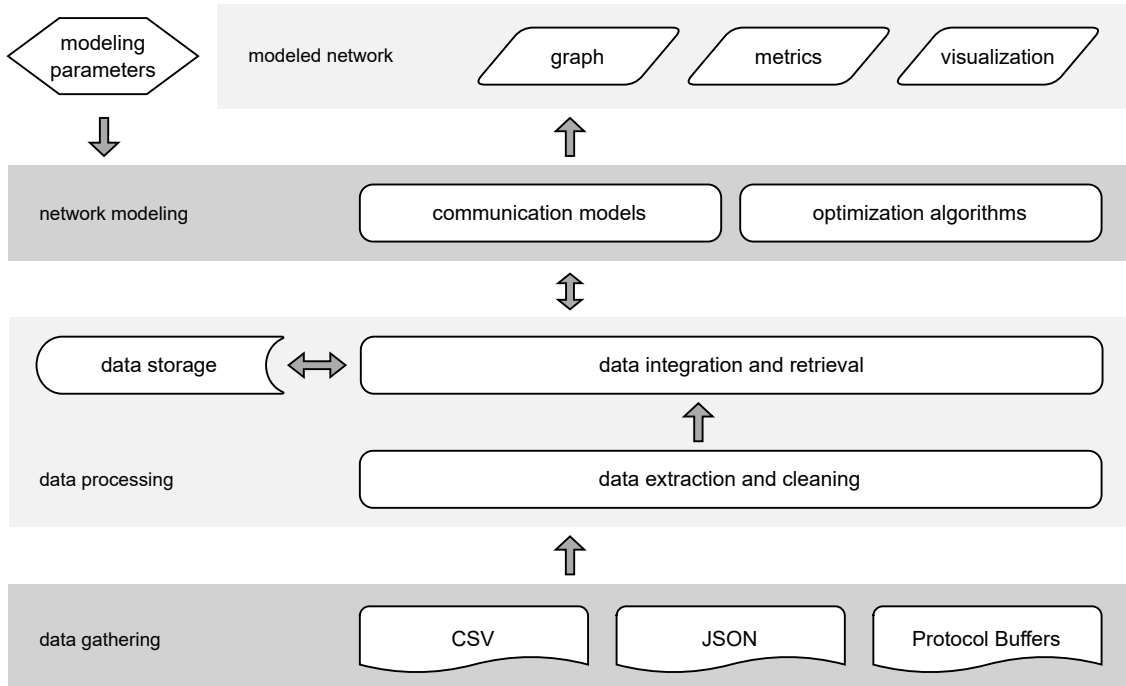 modeling
parameters
modeled network
graph
metrics
visualization
network modeling
communication models
optimization algorithms
data storage
data integration and retrieval
data processing
data extraction and cleaning
data gathering
CSV
JSON
Protocol Buffers